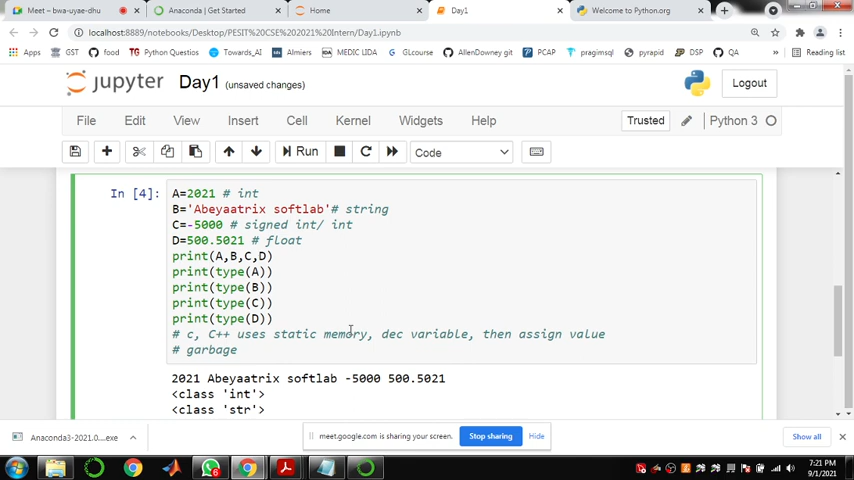 Meet – bwa-uyae-dhu
Anaconda | Get Started
Home
Day1
Welcome to Python.org
localhost:8889/notebooks/Desktop/PESIT%20CSE%202021%20Intern/Day1.ipynb
Apps GST food TQ Python Questions Towards_AI Almiers MEDIC LIDA GLcourse AllenDowney git PCAP pragimsql pyrapid DSP QA » Reading list
jupyter Day1 (unsaved changes) Logout
File Edit View Insert Cell Kernel Widgets Help Trusted Python 3
Run Code
In [4]: A=2021 # int
B='Abeyaatrix softlab'# string
C=-5000 # signed int/ int
D=500.5021 # float
print(A,B,C,D)
print(type(A))
print(type(B))
print(type(C))
print(type(D))
# c, C++ uses static memory, dec variable, then assign value
# garbage
2021 Abeyaatrix softlab -5000 500.5021
<class 'int'>
<class 'str'>
Anaconda3-2021.0....exe
meet.google.com is sharing your screen. Stop sharing Hide
Show all
6
7:21 PM
9/1/2021